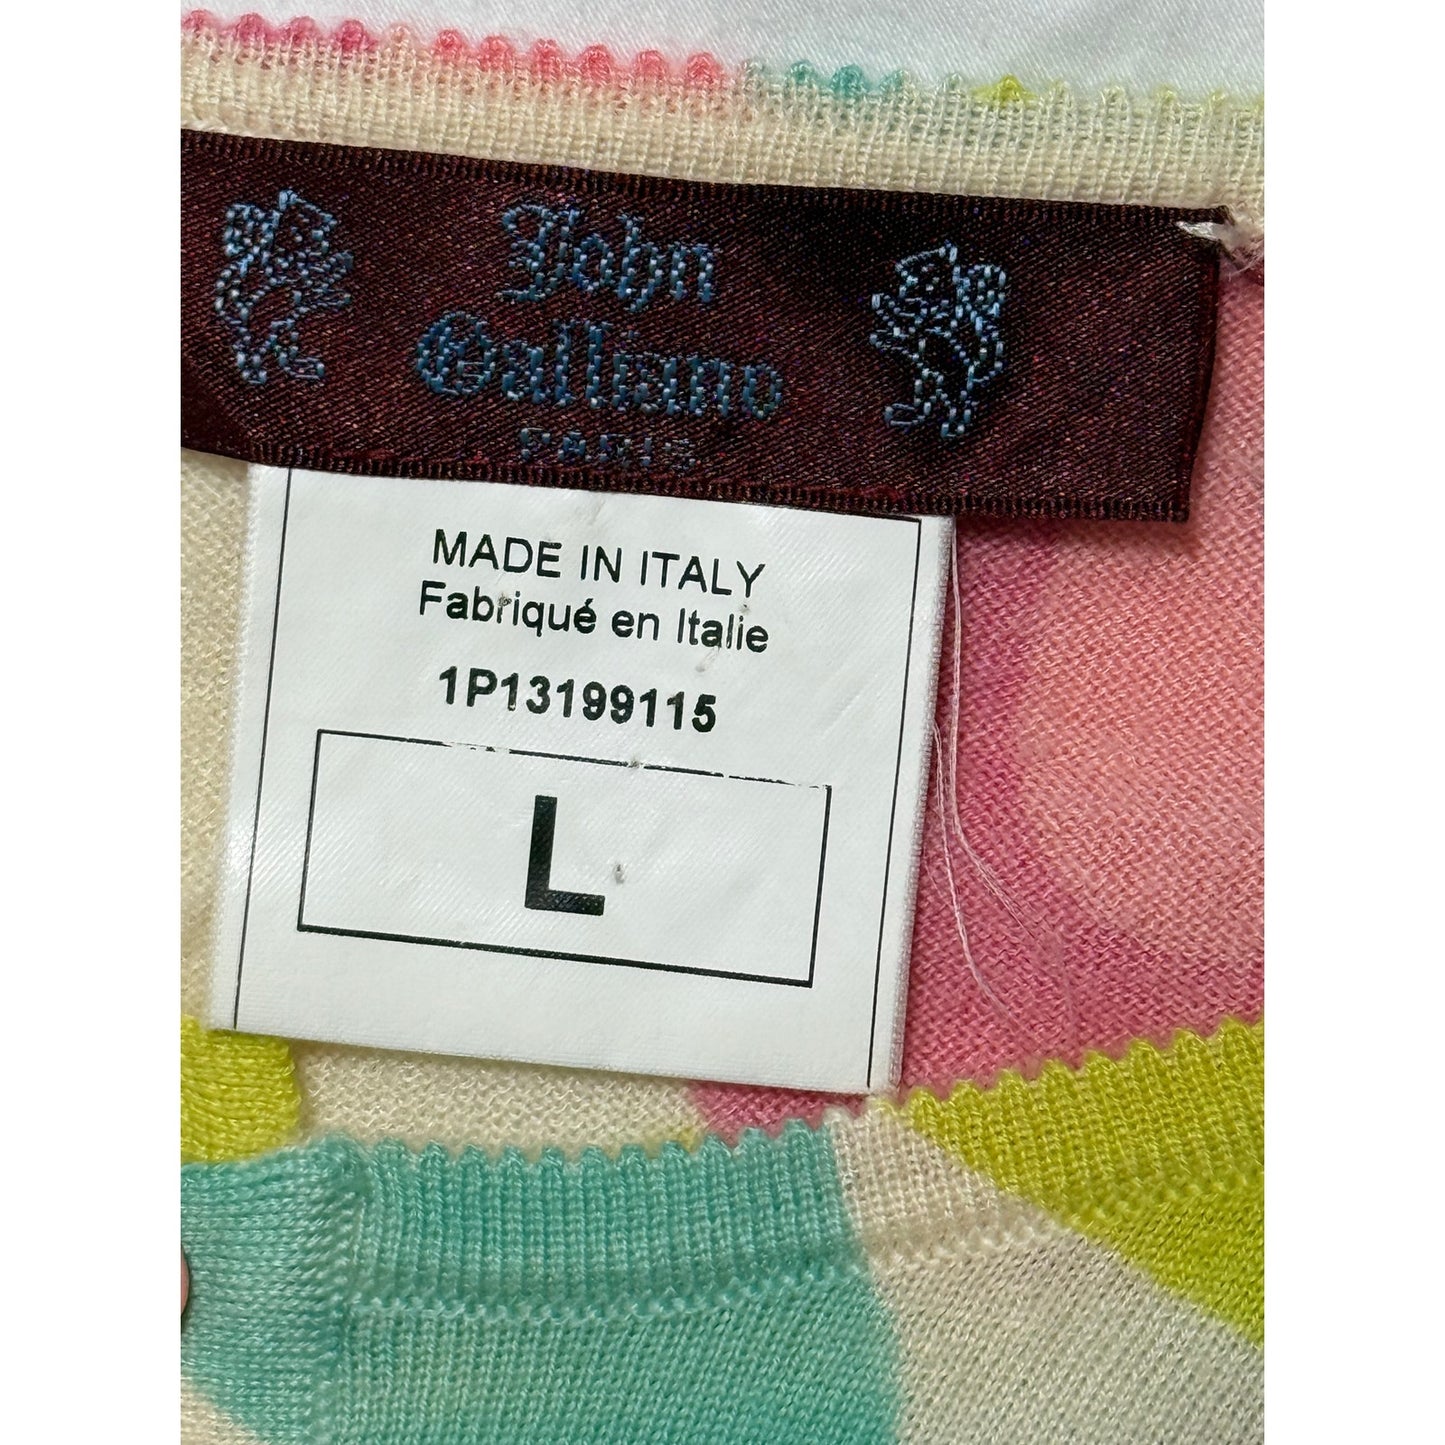 John
Galliano
PARIS
MADE IN ITALY
Fabriqué en Italie
1P13199115
L